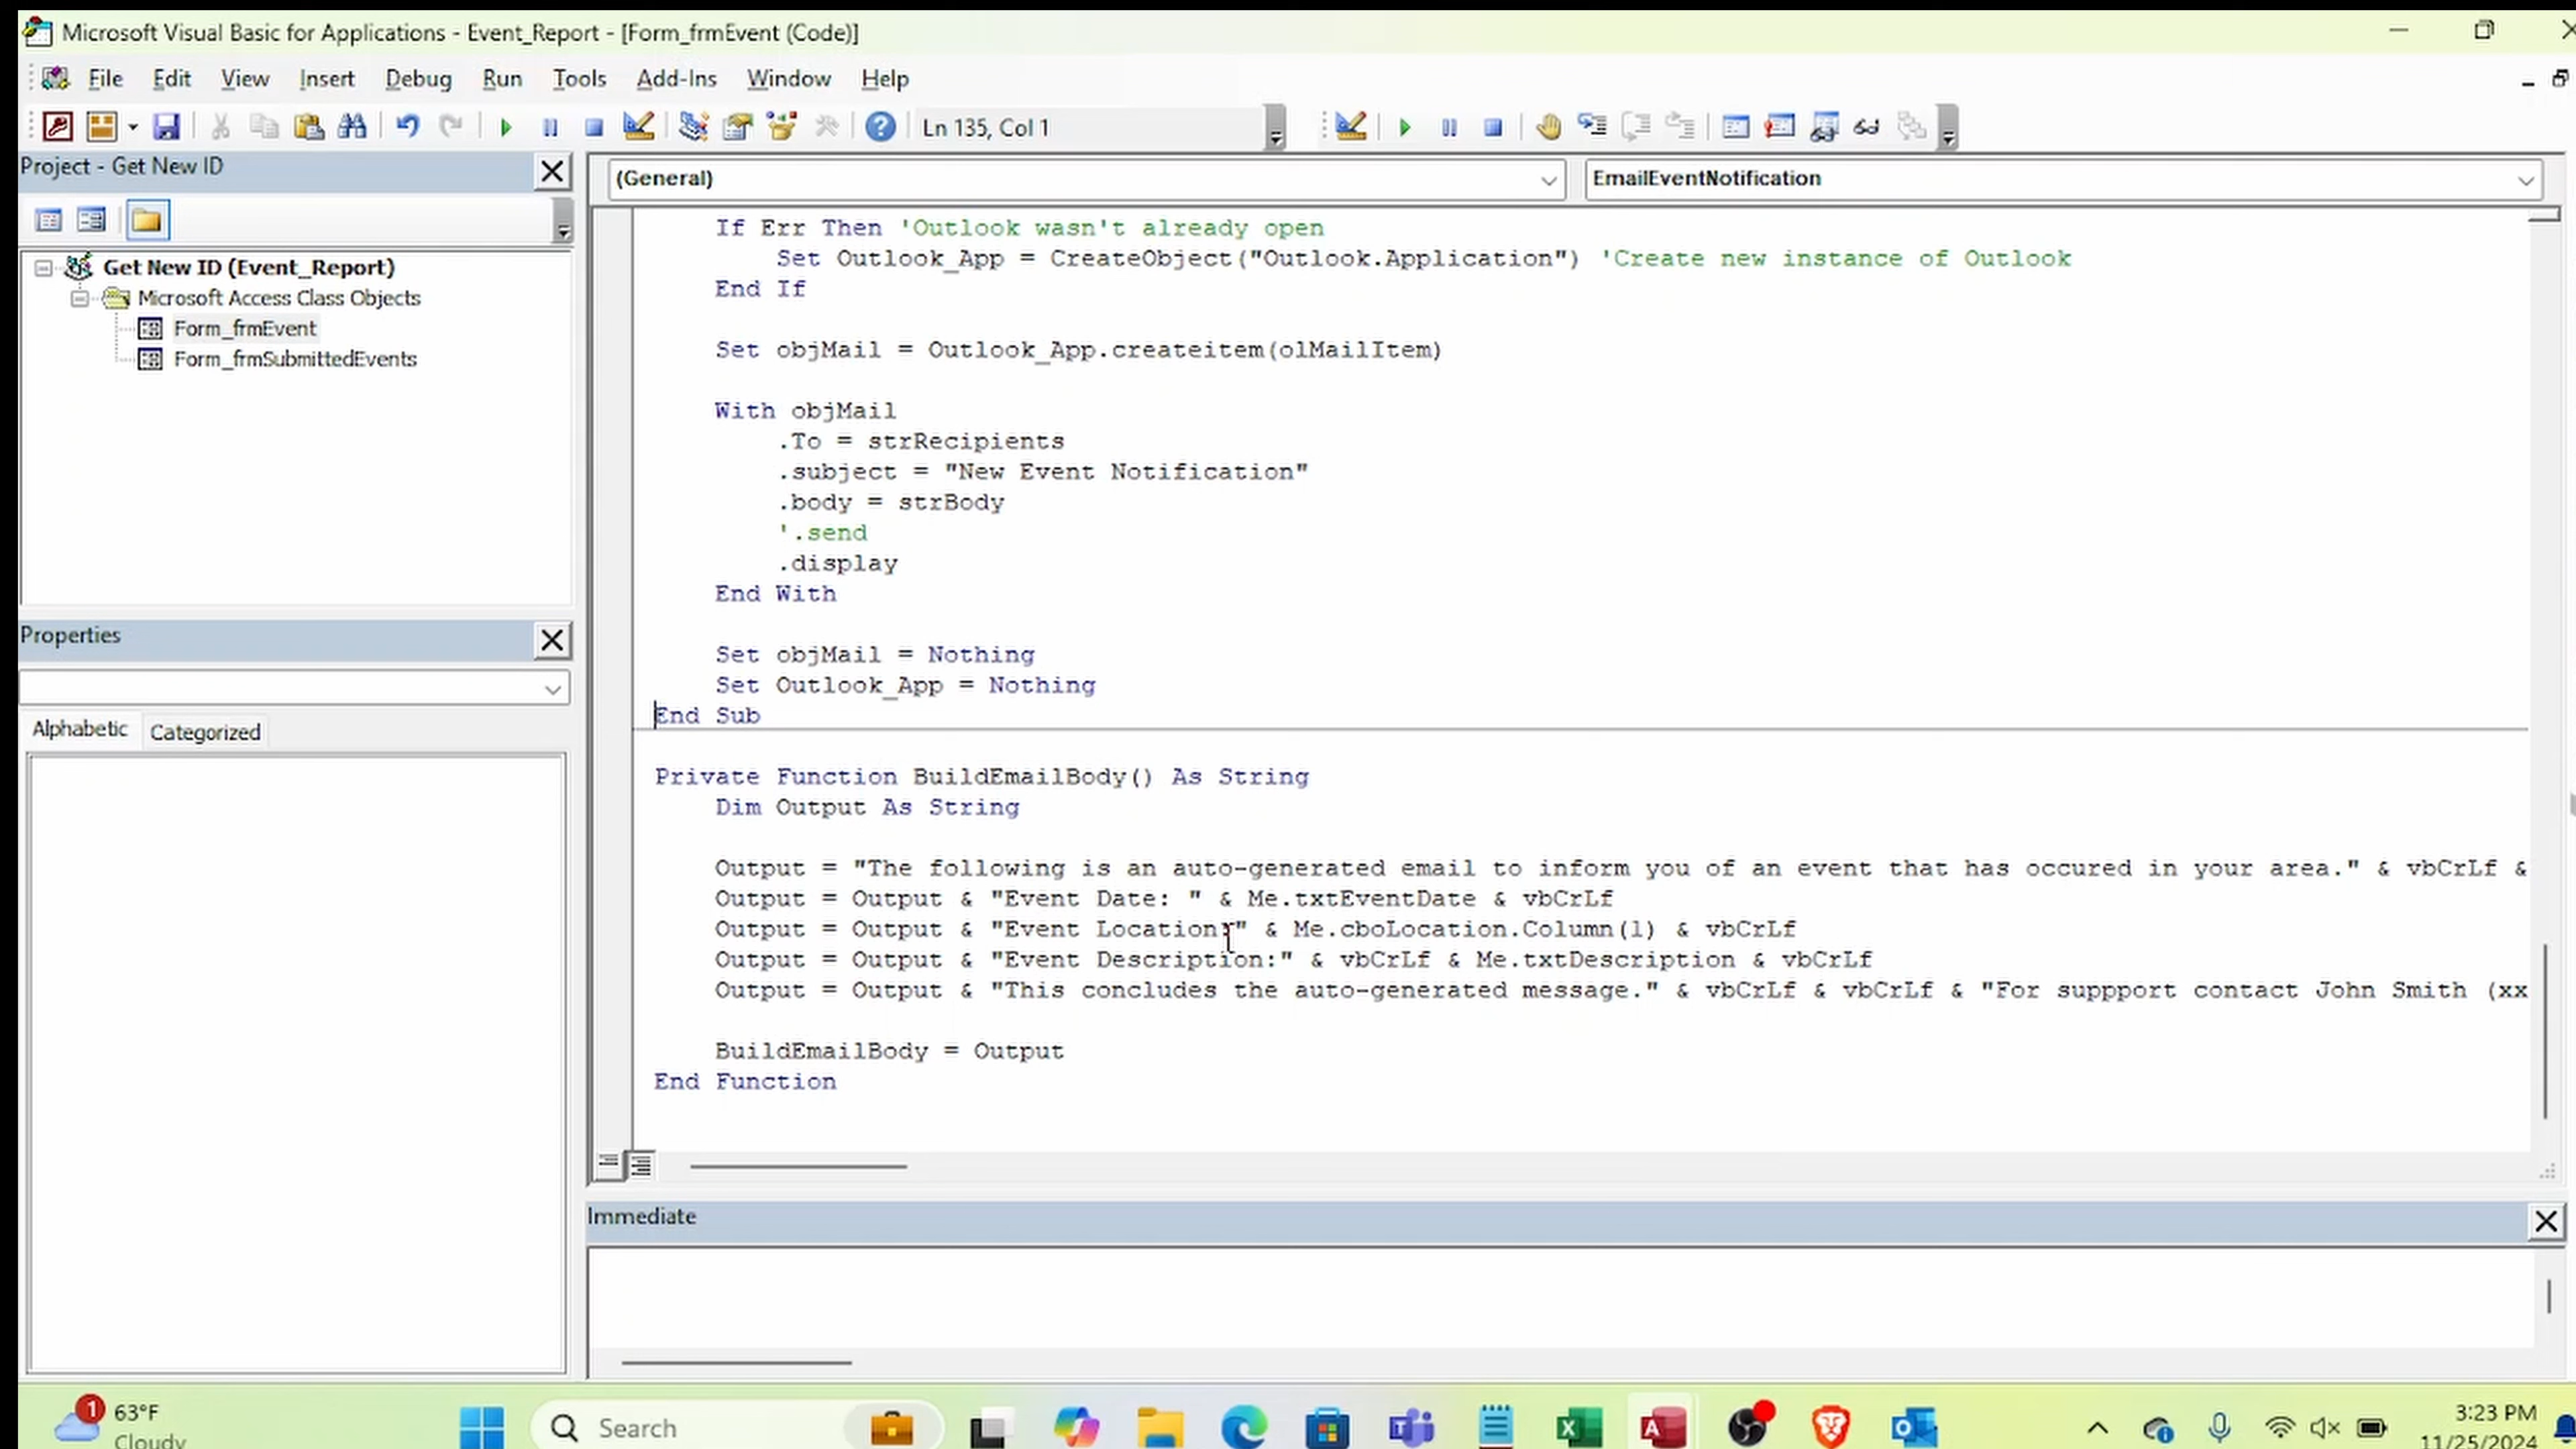 Microsoft Visual Basic for Applications - Event_Report - [Form_frmEvent (Code)]
File Edit View Insert Debug Run Tools Add-Ins Window Help
Ln 135, Col 1
Project - Get New ID
(General)
EmailEventNotification
Get New ID (Event_Report)
Microsoft Access Class Objects
Form_frmEvent
Form_frmSubmittedEvents
Properties
Alphabetic Categorized
If Err Then 'Outlook wasn't already open
Set Outlook_App = CreateObject("Outlook.Application") 'Create new instance of Outlook
End If
Set objMail = Outlook_App.createitem(olMailItem)
With objMail
.To = strRecipients
.subject = "New Event Notification"
.body = strBody
'.send
.display
End With
Set objMail = Nothing
Set Outlook_App = Nothing
End Sub
Private Function BuildEmailBody() As String
Dim Output As String
Output = "The following is an auto-generated email to inform you of an event that has occured in your area." & vbCrLf &
Output = Output & "Event Date: " & Me.txtEventDate & vbCrLf
Output = Output & "Event Location:" & Me.cboLocation.Column(1) & vbCrLf
Output = Output & "Event Description:" & vbCrLf & Me.txtDescription & vbCrLf
Output = Output & "This concludes the auto-generated message." & vbCrLf & vbCrLf & "For suppport contact John Smith (xx
BuildEmailBody = Output
End Function
Immediate
1
63°F
Cloudy
Search
3:23 PM
11/25/2024